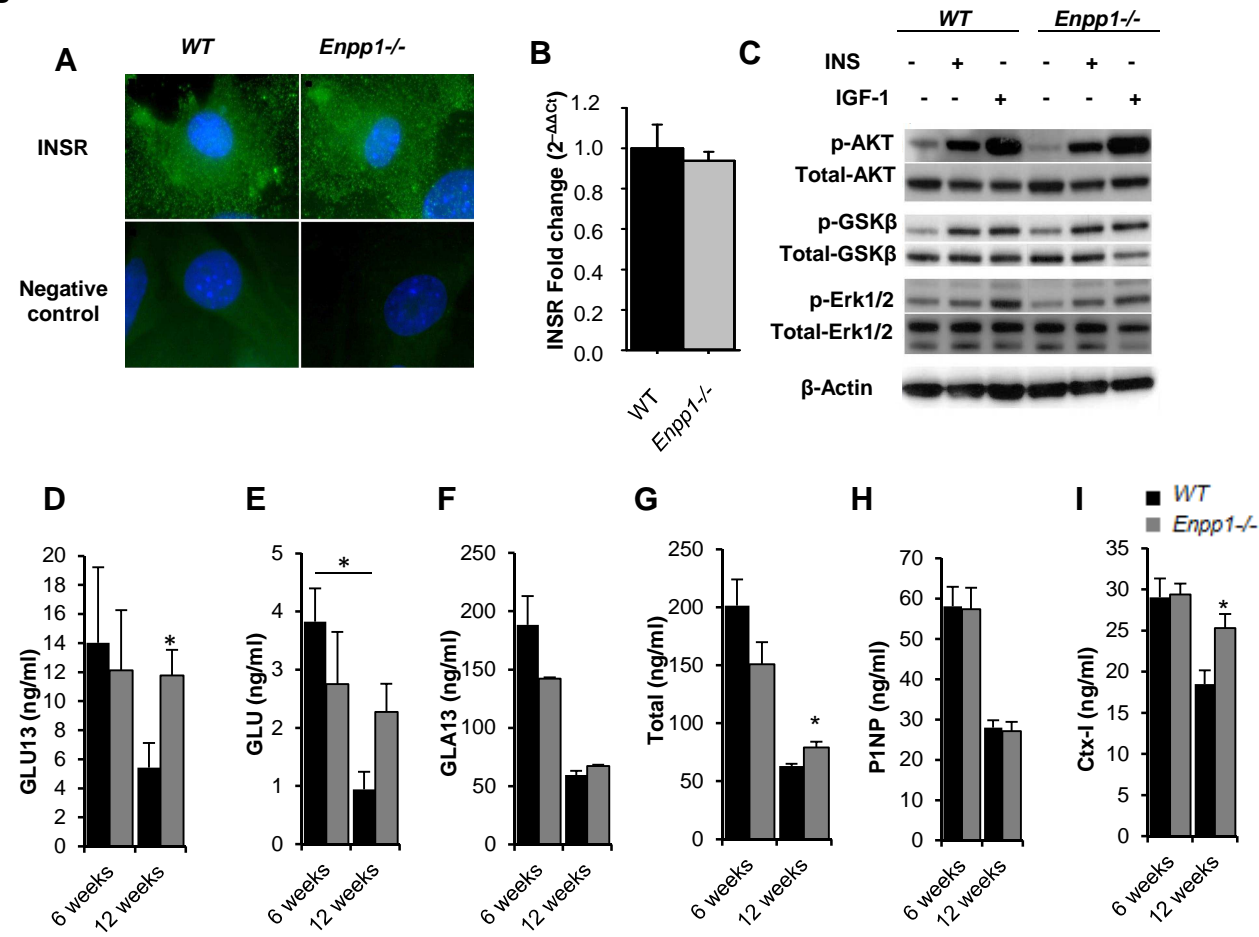 WT Enpp1-/-
A WT Enpp1-/- B C
INS - + - - + -
INSR IGF-1 - - + - - +
p-AKT
Total-AKT
p-GSKβ
Total-GSKβ
p-Erk1/2
Total-Erk1/2
β-Actin
Negative
control
INSR Fold change (2–ΔΔCt)
1.2
1.0
0.8
0.6
0.4
0.2
0.0
WT
Enpp1-/-
D E F G H I
WT
Enpp1-/-
GLU13 (ng/ml)
20
18
16
14
12
10
8
6
4
2
0
*
6 weeks
12 weeks
GLU (ng/ml)
5
4
3
2
1
0
*
6 weeks
12 weeks
GLA13 (ng/ml)
250
200
150
100
50
0
6 weeks
12 weeks
Total (ng/ml)
250
200
150
100
50
0
*
6 weeks
12 weeks
P1NP (ng/ml)
70
60
50
40
30
20
10
0
6 weeks
12 weeks
Ctx-I (ng/ml)
35
30
25
20
15
10
5
0
*
6 weeks
12 weeks